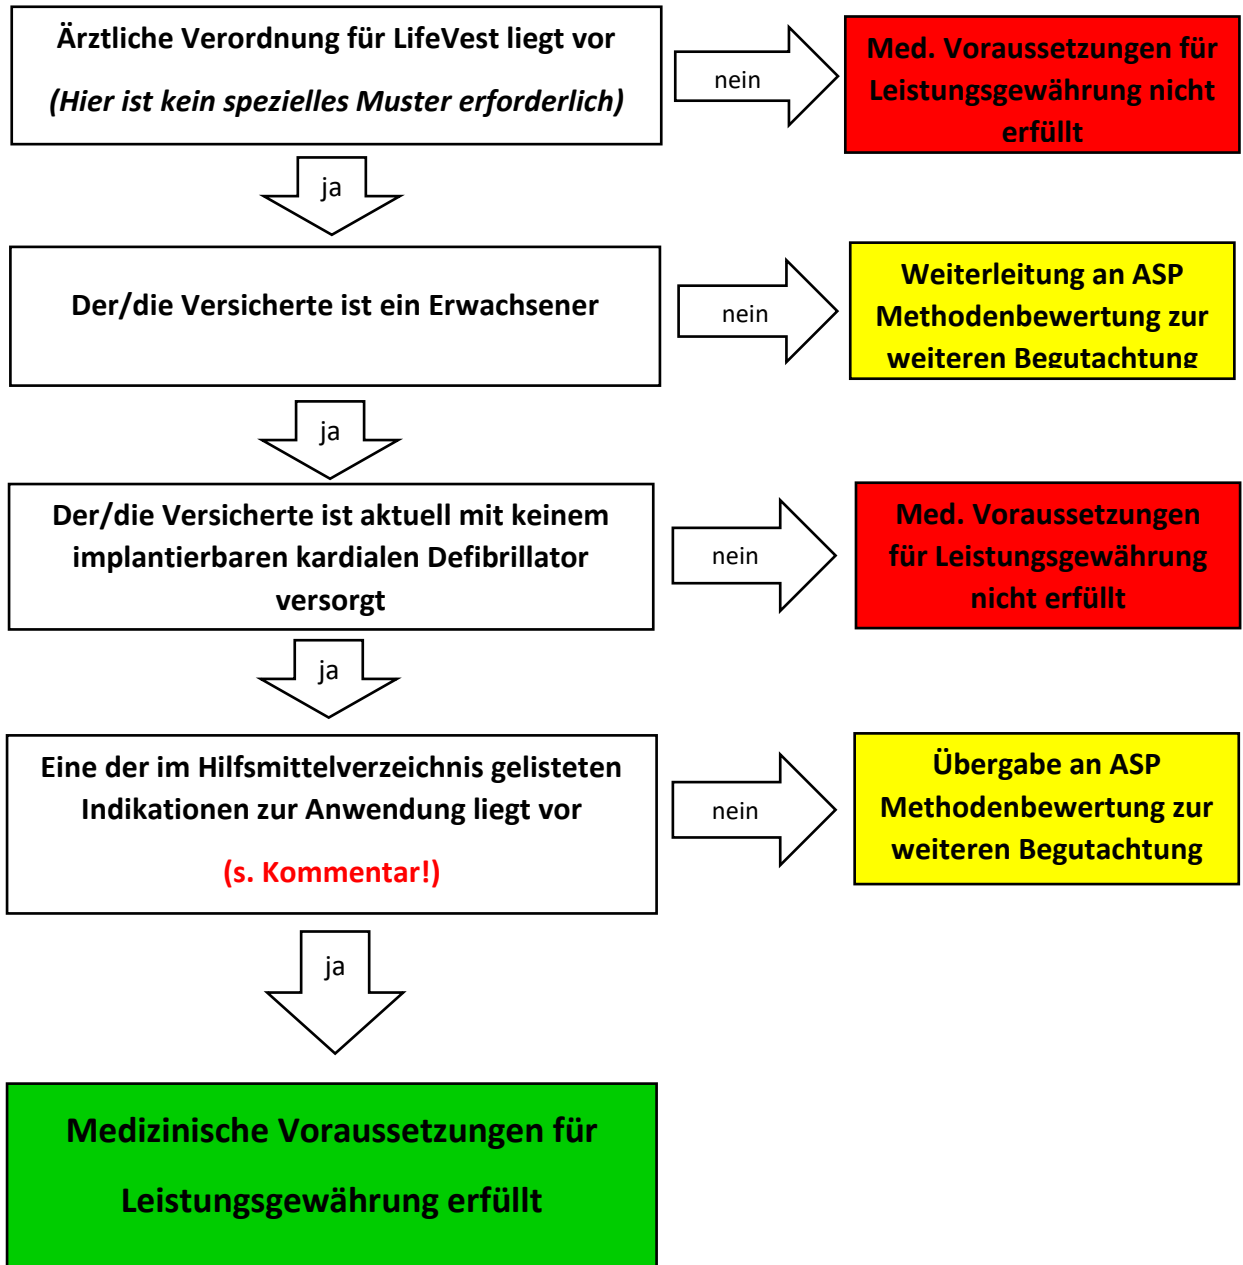 Ärztliche Verordnung für LifeVest liegt vor
(Hier ist kein spezielles Muster erforderlich)
nein
Med. Voraussetzungen für
Leistungsgewährung nicht
erfüllt
ja
Der/die Versicherte ist ein Erwachsener
nein
Weiterleitung an ASP
Methodenbewertung zur
weiteren Begutachtung
ja
Der/die Versicherte ist aktuell mit keinem
implantierbaren kardialen Defibrillator
versorgt
nein
Med. Voraussetzungen
für Leistungsgewährung
nicht erfüllt
ja
Eine der im Hilfsmittelverzeichnis gelisteten
Indikationen zur Anwendung liegt vor
(s. Kommentar!)
nein
Übergabe an ASP
Methodenbewertung zur
weiteren Begutachtung
ja
Medizinische Voraussetzungen für
Leistungsgewährung erfüllt